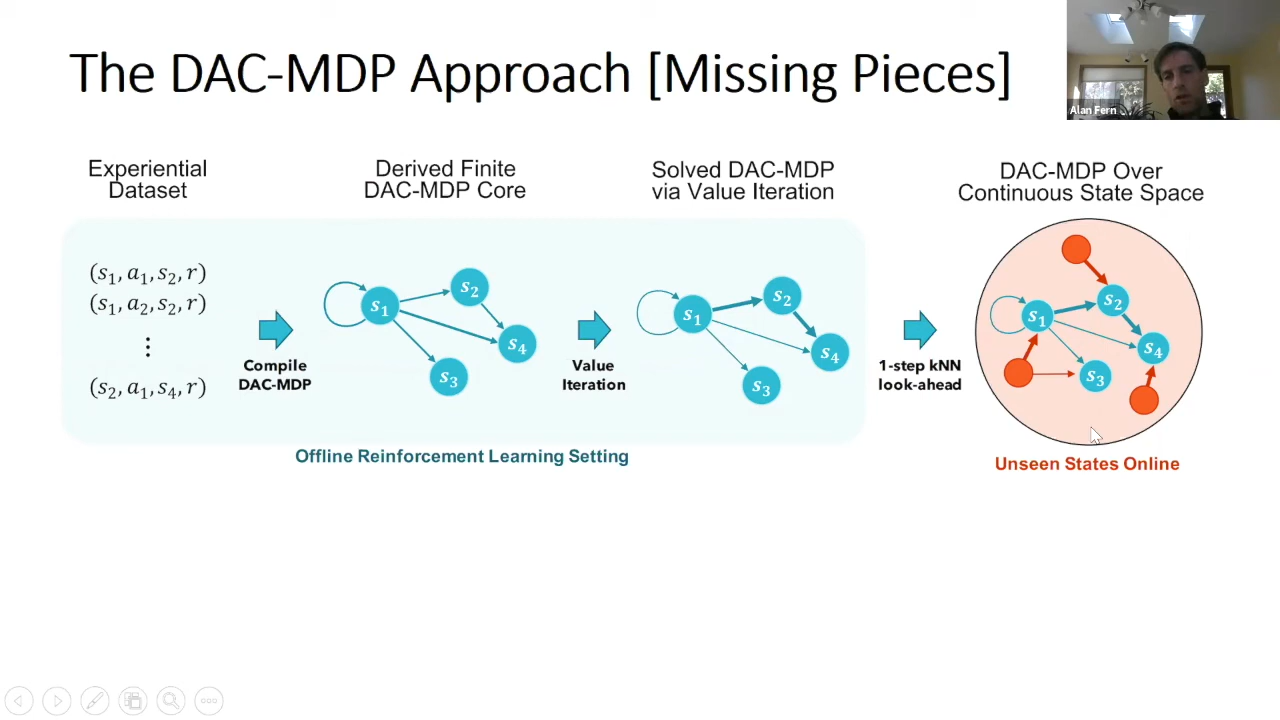 The DAC-MDP Approach [Missing Pieces]
Alan Fern
Experiential
Dataset
Derived Finite
DAC-MDP Core
Solved DAC-MDP
via Value Iteration
DAC-MDP Over
Continuous State Space
(s₁, a₁, s₂, r)
(s₁, a₂, s₂, r)
⋮
(s₂, a₁, s₄, r)
Compile
DAC-MDP
s₁
s₂
s₄
s₃
Value
Iteration
s₁
s₂
s₄
s₃
1-step kNN
look-ahead
s₁
s₂
s₄
s₃
Offline Reinforcement Learning Setting
Unseen States Online